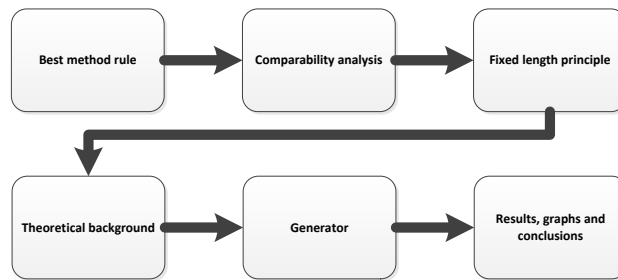 Best method rule
Comparability analysis
Fixed length principle
Theoretical background
Generator
Results, graphs and
conclusions